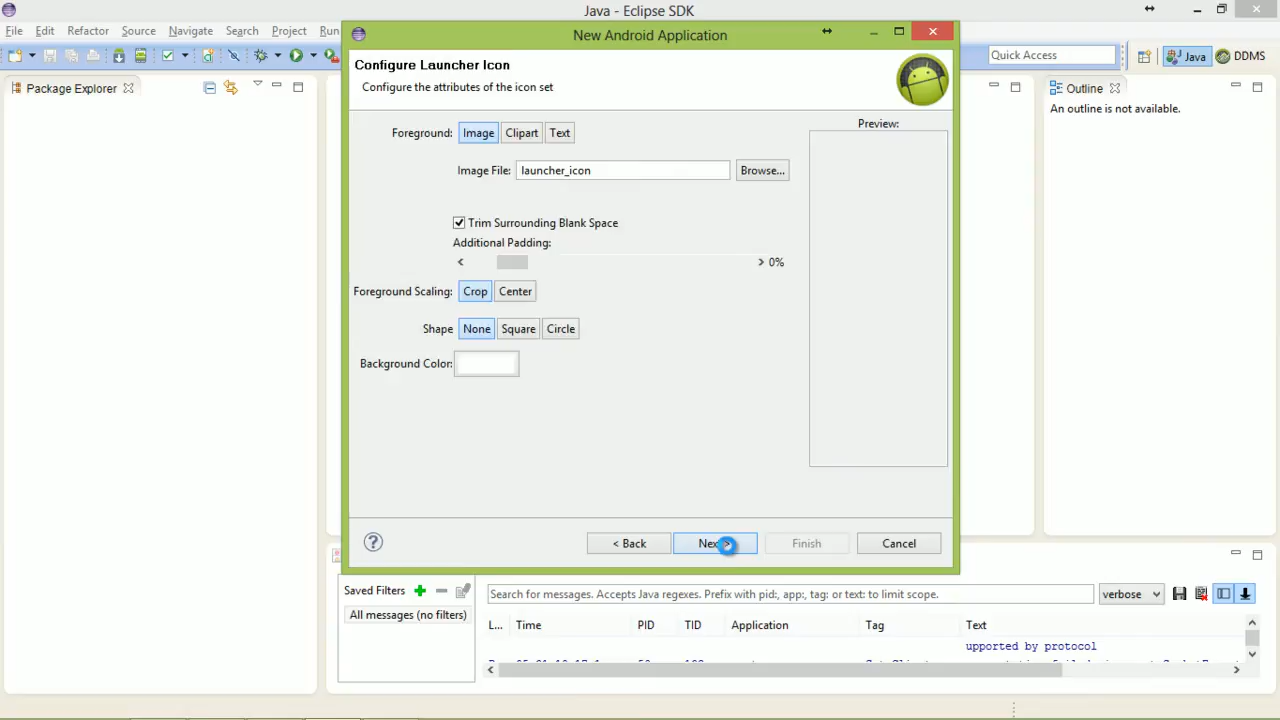 Java - Eclipse SDK
File Edit Refactor Source Navigate Search Project Run
New Android Application
Quick Access
Java
DDMS
Package Explorer
Outline
An outline is not available.
Configure Launcher Icon
Configure the attributes of the icon set
Foreground: Image Clipart Text
Preview:
Image File: launcher_icon Browse...
Trim Surrounding Blank Space
Additional Padding:
< > 0%
Foreground Scaling: Crop Center
Shape None Square Circle
Background Color:
? < Back Next > Finish Cancel
Saved Filters
All messages (no filters)
Search for messages. Accepts Java regexes. Prefix with pid:, app:, tag: or text: to limit scope.
verbose
L... Time PID TID Application Tag Text
upported by protocol